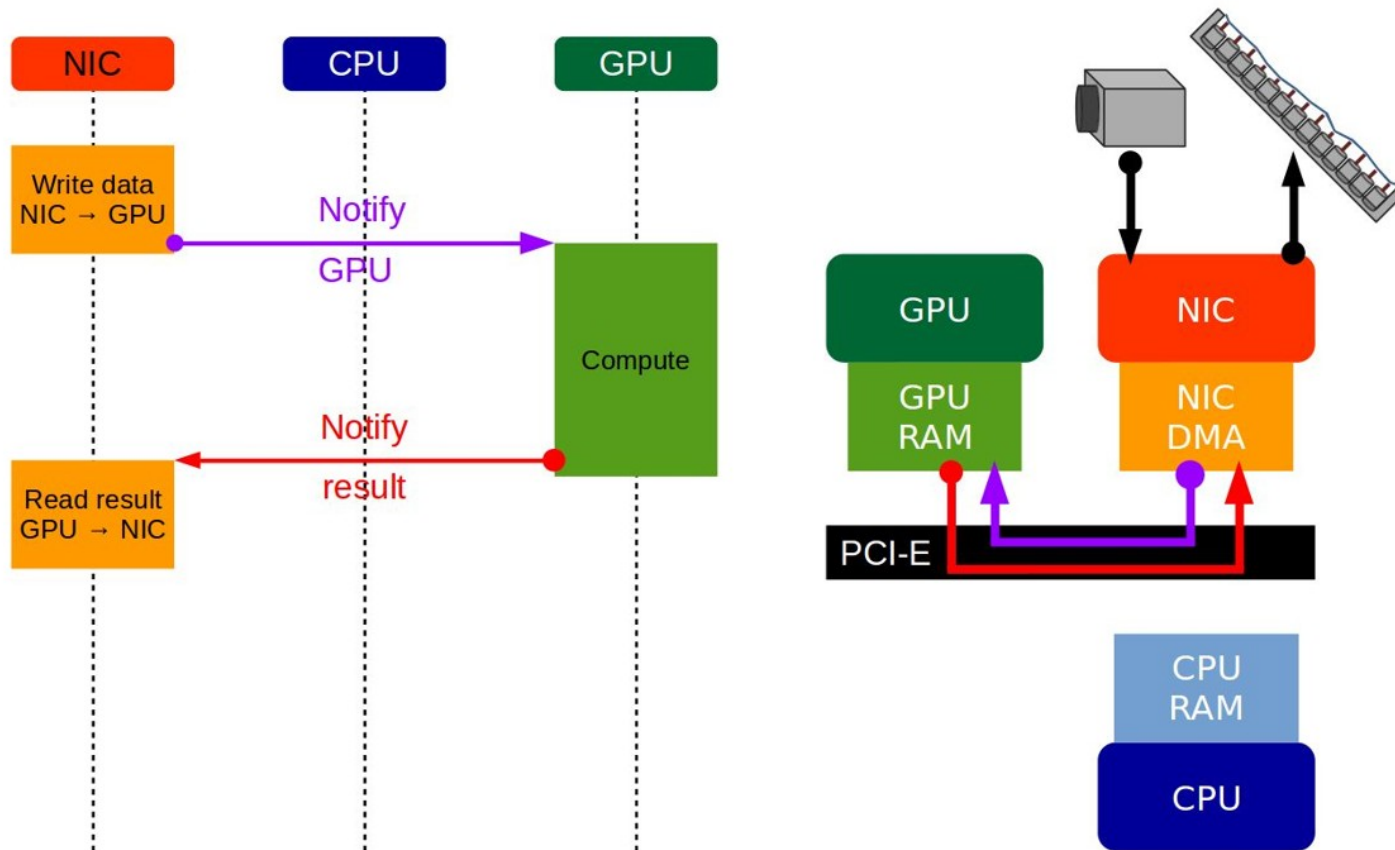 NIC
CPU
GPU
Write data
NIC → GPU
Notify
GPU
Compute
Notify
result
Read result
GPU → NIC
GPU
NIC
GPU
RAM
NIC
DMA
PCI-E
CPU
RAM
CPU